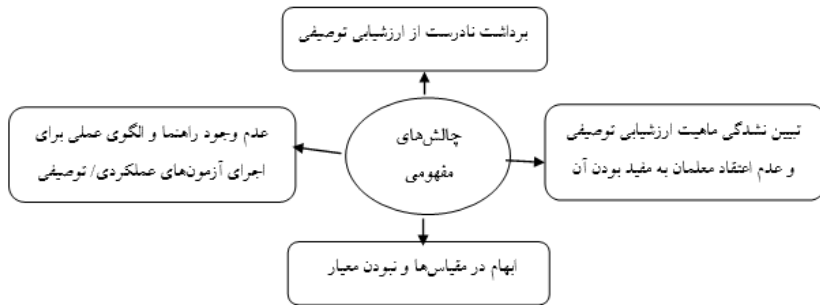 برداشت نادرست از ارزشیابی توصیفی
تبیین نشدگی ماهیت ارزشیابی توصیفی
و عدم اعتقاد معلمان به مفید بودن آن
چالش‌های
مفهومی
عدم وجود راهنما و الگوی عملی برای
اجرای آزمون‌های عملکردی/ توصیفی
ابهام در مقیاس‌ها و نبودن معیار